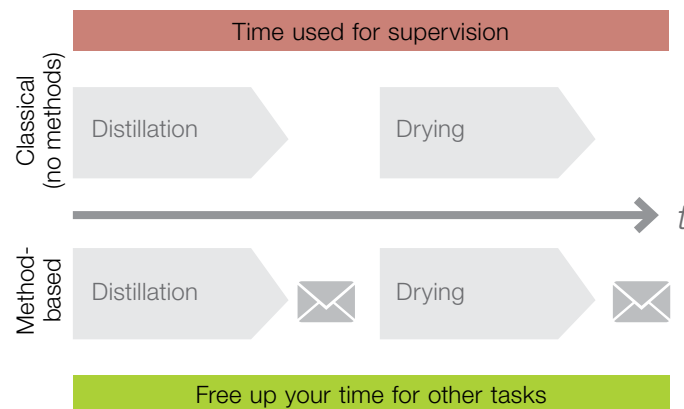 Time used for supervision
Classical
(no methods)
Distillation
Drying
t
Method-
based
Distillation
Drying
Free up your time for other tasks